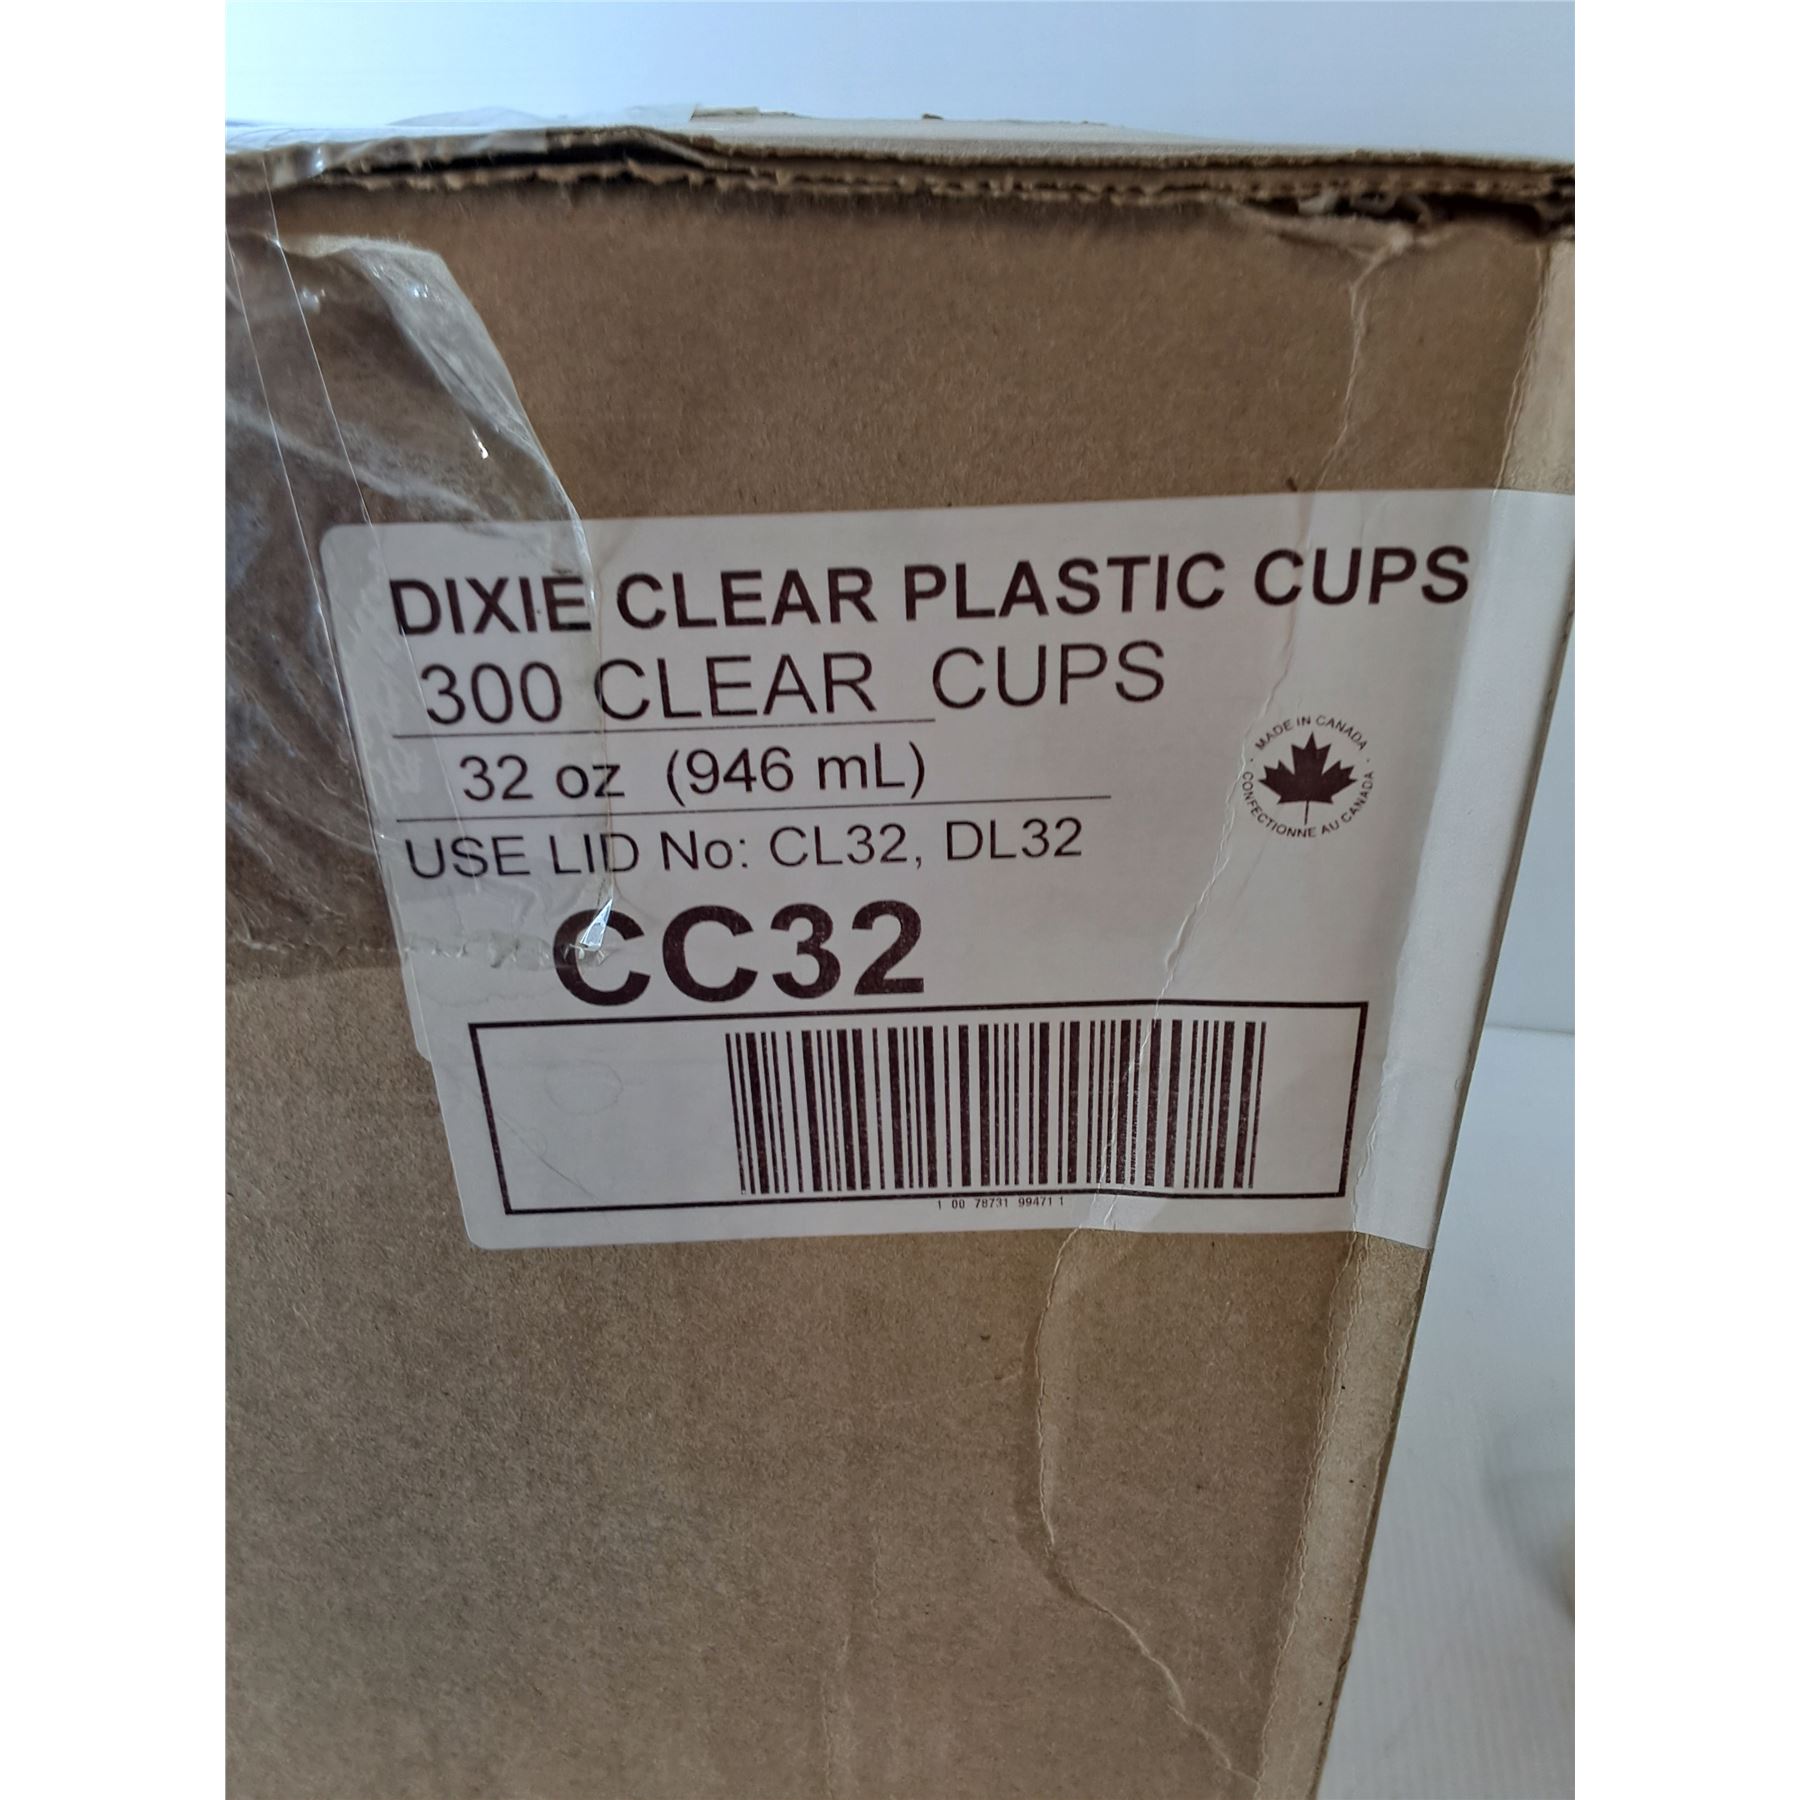 DIXIE CLEAR PLASTIC CUPS
300 CLEAR CUPS
32 oz (946 mL)
USE LID No: CL32, DL32
MADE IN CANADA
CONFECTIONNE AU CANADA
CC32
1 00 78731 99471 1